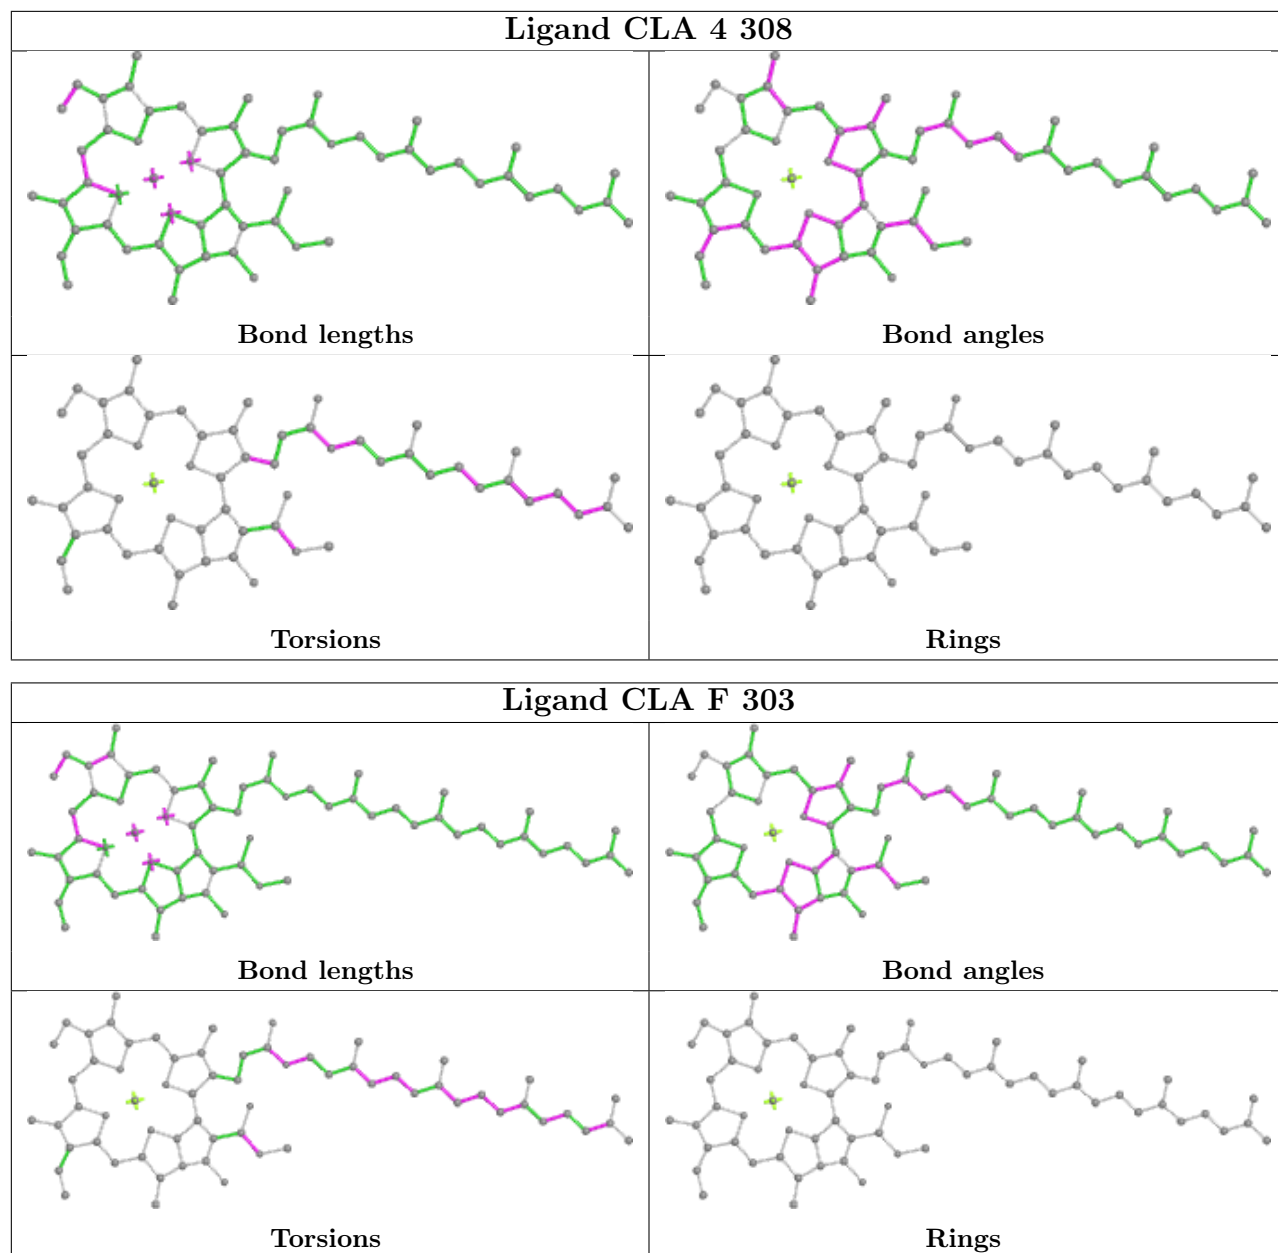 Ligand CLA 4 308
Bond lengths
Bond angles
Torsions
Rings
Ligand CLA F 303
Bond lengths
Bond angles
Torsions
Rings